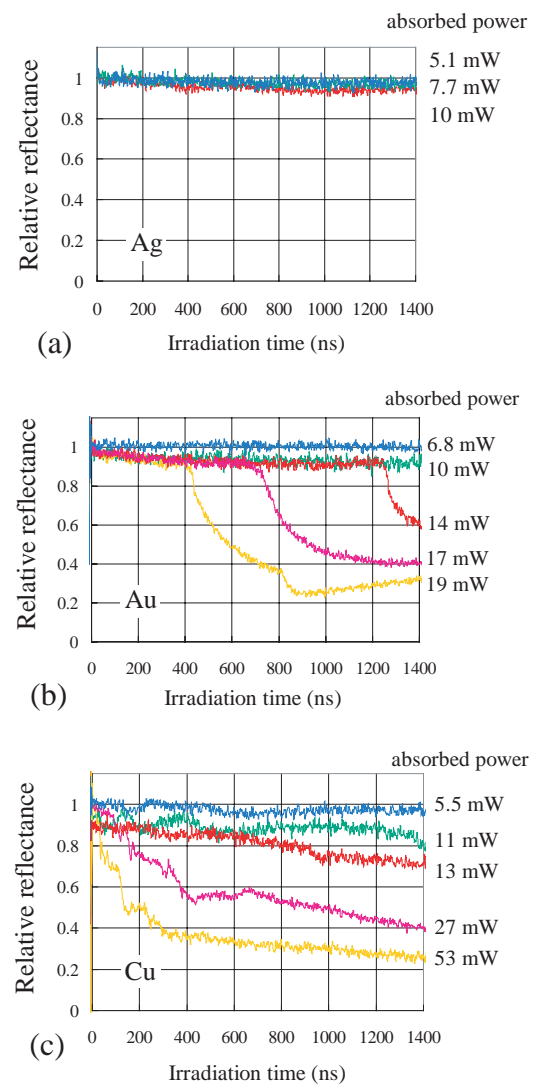 absorbed power
5.1 mW
7.7 mW
10 mW
Relative reflectance
1
0.8
0.6
0.4
0.2
0
Ag
0 200 400 600 800 1000 1200 1400
(a)
Irradiation time (ns)
absorbed power
6.8 mW
10 mW
14 mW
17 mW
19 mW
Relative reflectance
1
0.8
0.6
0.4
0.2
0
Au
0 200 400 600 800 1000 1200 1400
(b)
Irradiation time (ns)
absorbed power
5.5 mW
11 mW
13 mW
27 mW
53 mW
Relative reflectance
1
0.8
0.6
0.4
0.2
0
Cu
0 200 400 600 800 1000 1200 1400
(c)
Irradiation time (ns)